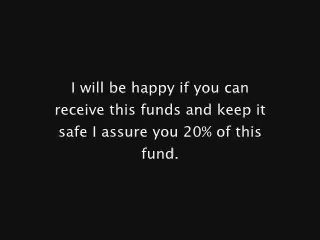 I will be happy if you can
receive this funds and keep it
safe I assure you 20% of this
fund.